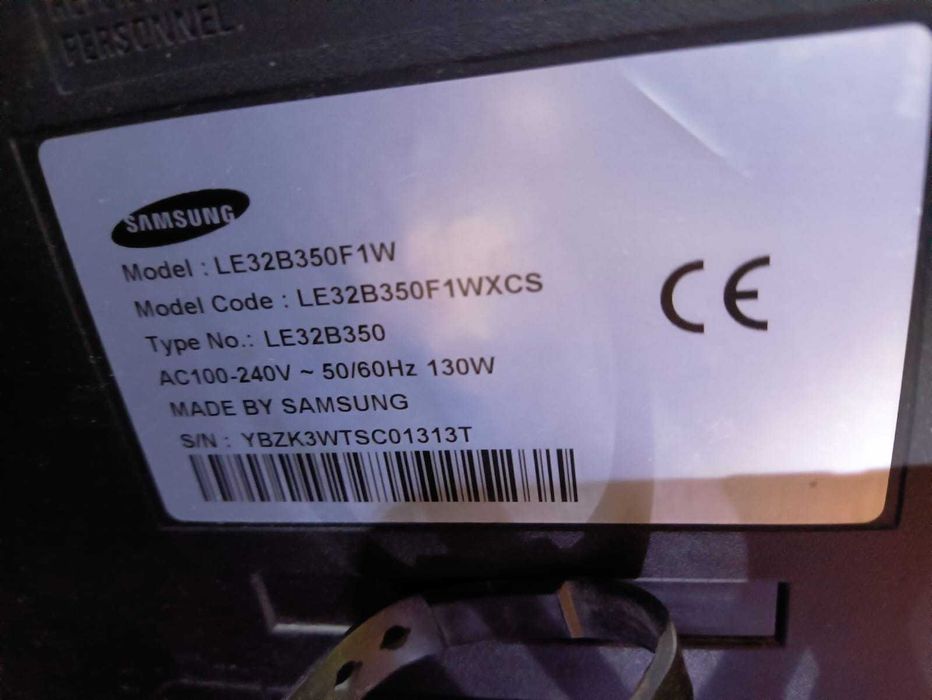 PERSONNEL.
SAMSUNG
Model : LE32B350F1W
Model Code : LE32B350F1WXCS
Type No.: LE32B350
AC100-240V ~ 50/60Hz 130W
MADE BY SAMSUNG
S/N : YBZK3WTSC01313T
CE